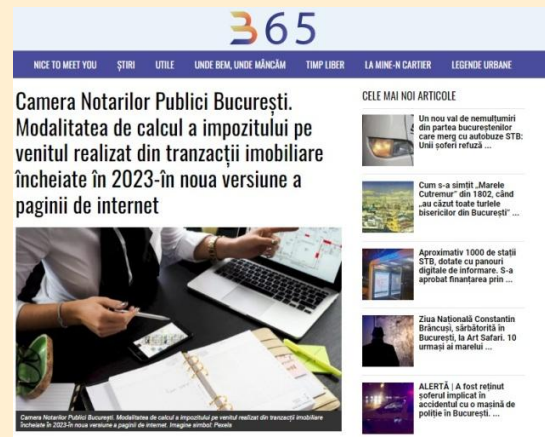 B365
NICE TO MEET YOU ȘTIRI UTILE UNDE BEM, UNDE MÂNCĂM TIMP LIBER LA MINE-N CARTIER LEGENDE URBANE
Camera Notarilor Publici București.
Modalitatea de calcul a impozitului pe
venitul realizat din tranzacții imobiliare
încheiate în 2023-în noua versiune a
paginii de internet
Camera Notarilor Publici București. Modalitatea de calcul a impozitului pe venitul realizat din tranzacții imobiliare
încheiate în 2023-în noua versiune a paginii de internet. Imagine simbol: Pexels
CELE MAI NOI ARTICOLE
Un nou val de nemulțumiri
din partea bucureștenilor
care merg cu autobuze STB:
Unii șoferi refuză ...
Cum s-a simțit „Marele
Cutremur” din 1802, când
„au căzut toate turlele
bisericilor din București” ...
Aproximativ 1000 de stații
STB, dotate cu panouri
digitale de informare. S-a
aprobat finanțarea prin ...
Ziua Națională Constantin
Brâncuși, sărbătorită în
București, la Art Safari. 10
urmași ai marelui ...
ALERTĂ | A fost reținut
șoferul implicat în
accidentul cu o mașină de
poliție în București. ...